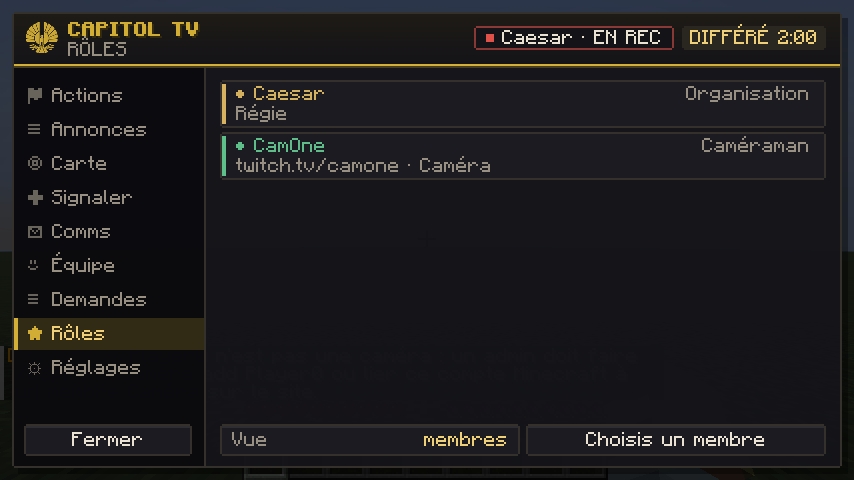 CAPITOL TV
RÔLES
Caesar · EN REC
DIFFÉRÉ 2:00
Actions
Annonces
Carte
Signaler
Comms
Équipe
Demandes
Rôles
Réglages
Fermer
Caesar
Organisation
Régie
CamOne
Caméraman
twitch.tv/camone · Caméra
Vue
membres
Choisis un membre